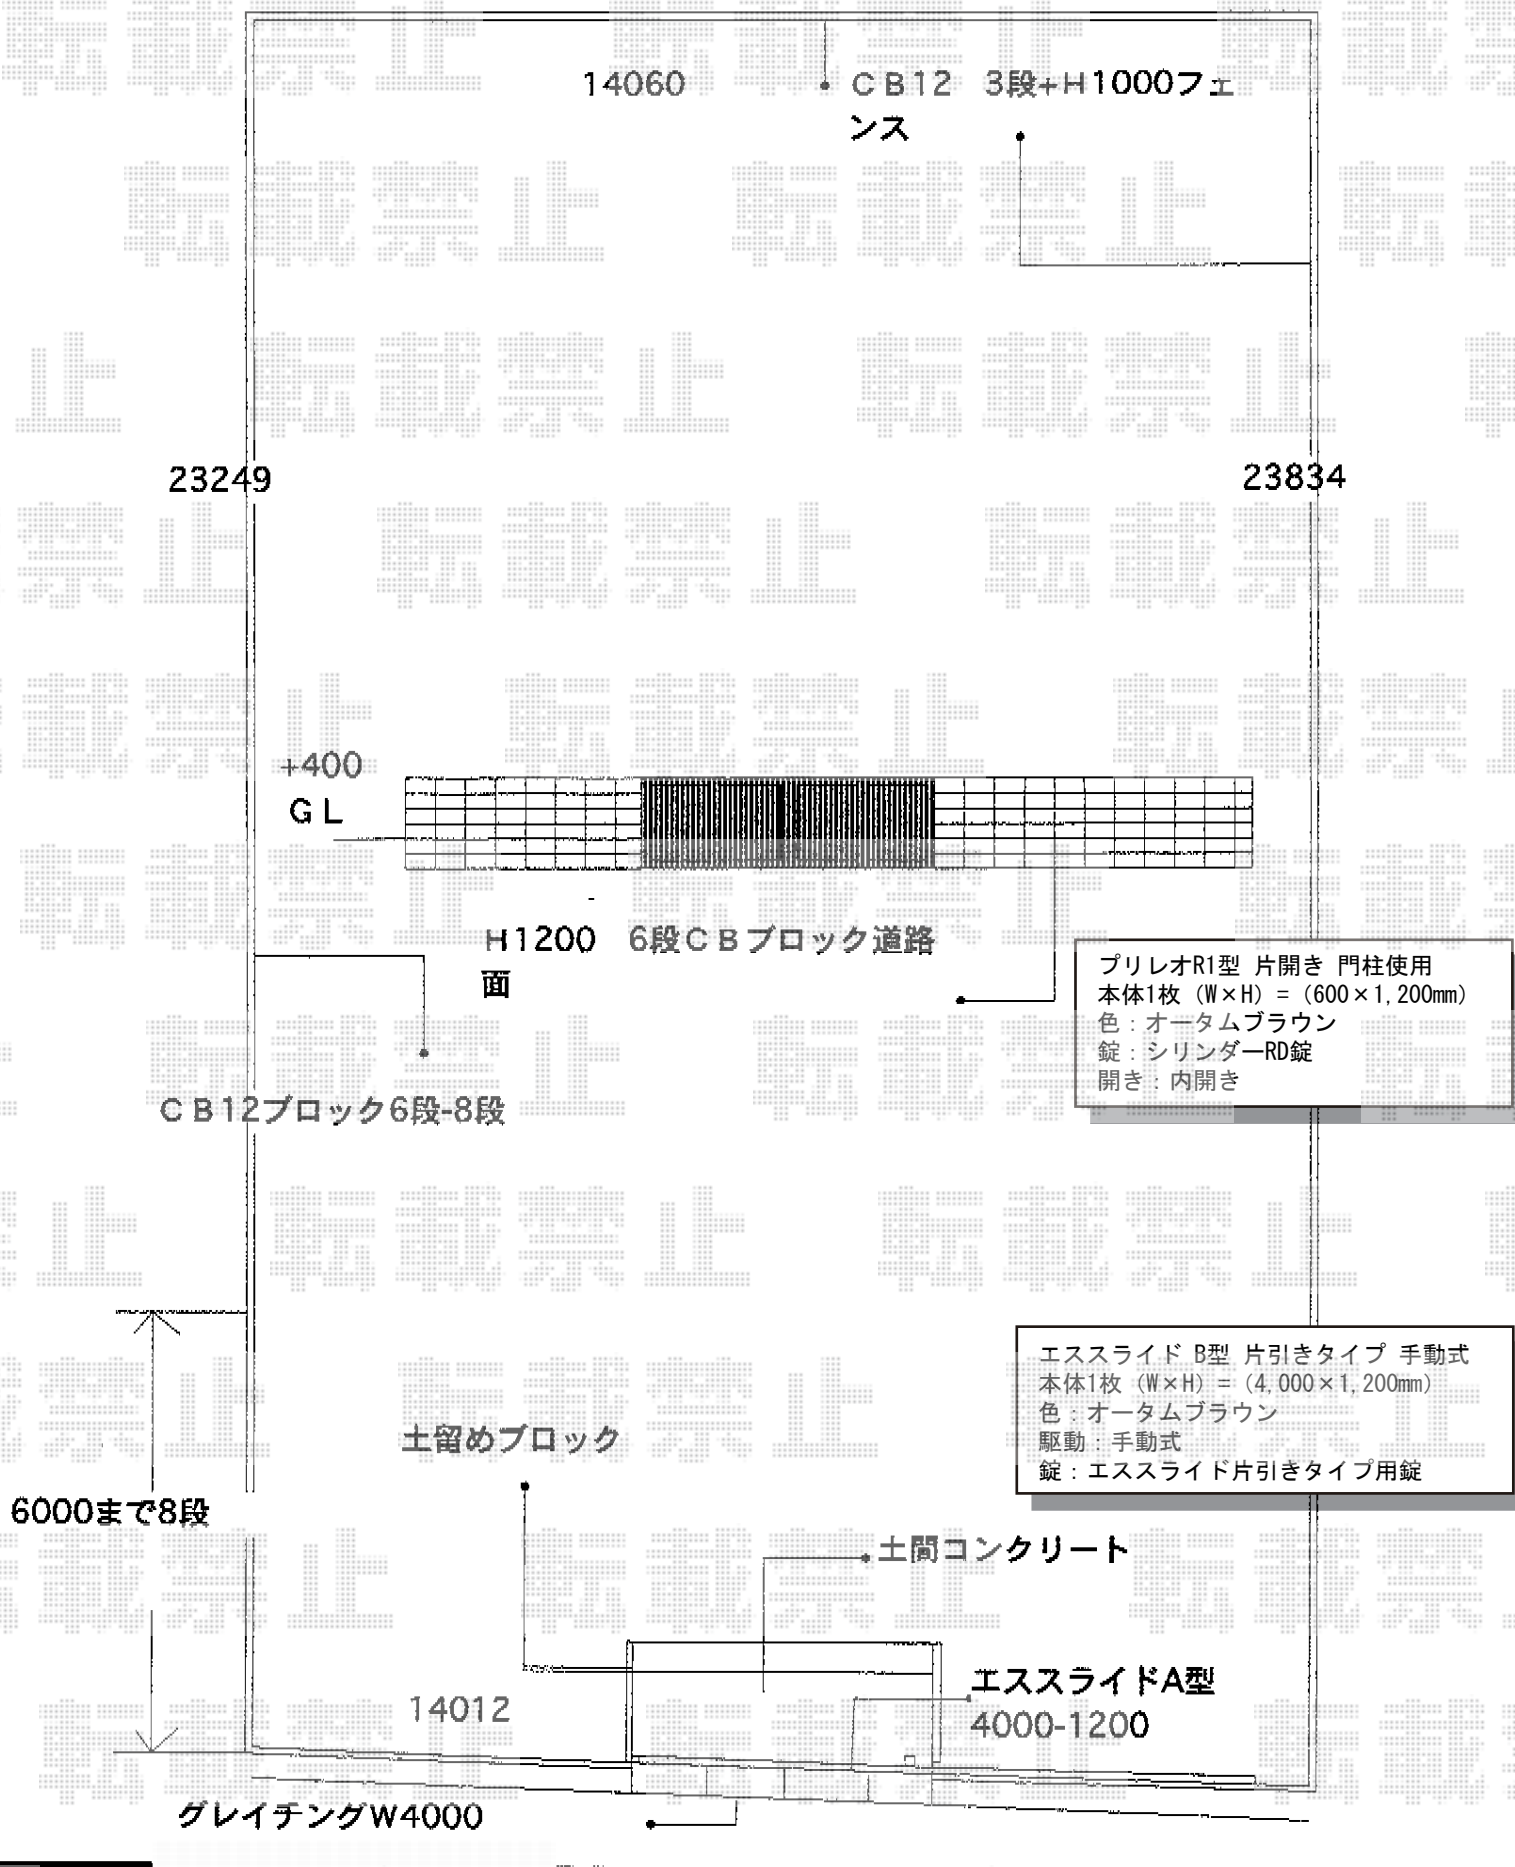 14060
CB12 3段+H1000フェ
ンス
23249
23834
+400
GL
H1200 6段CBブロック道路
面
プリレオR1型 片開き 門柱使用
本体1枚 (W×H) = (600×1,200mm)
色：オータムブラウン
錠：シリンダーRD錠
開き：内開き
CB12ブロック6段-8段
エススライド B型 片引きタイプ 手動式
本体1枚 (W×H) = (4,000×1,200mm)
色：オータムブラウン
駆動：手動式
錠：エススライド片引きタイプ用錠
土留めブロック
6000まで8段
土間コンクリート
エススライドA型
4000-1200
14012
グレイチングW4000
転載禁止